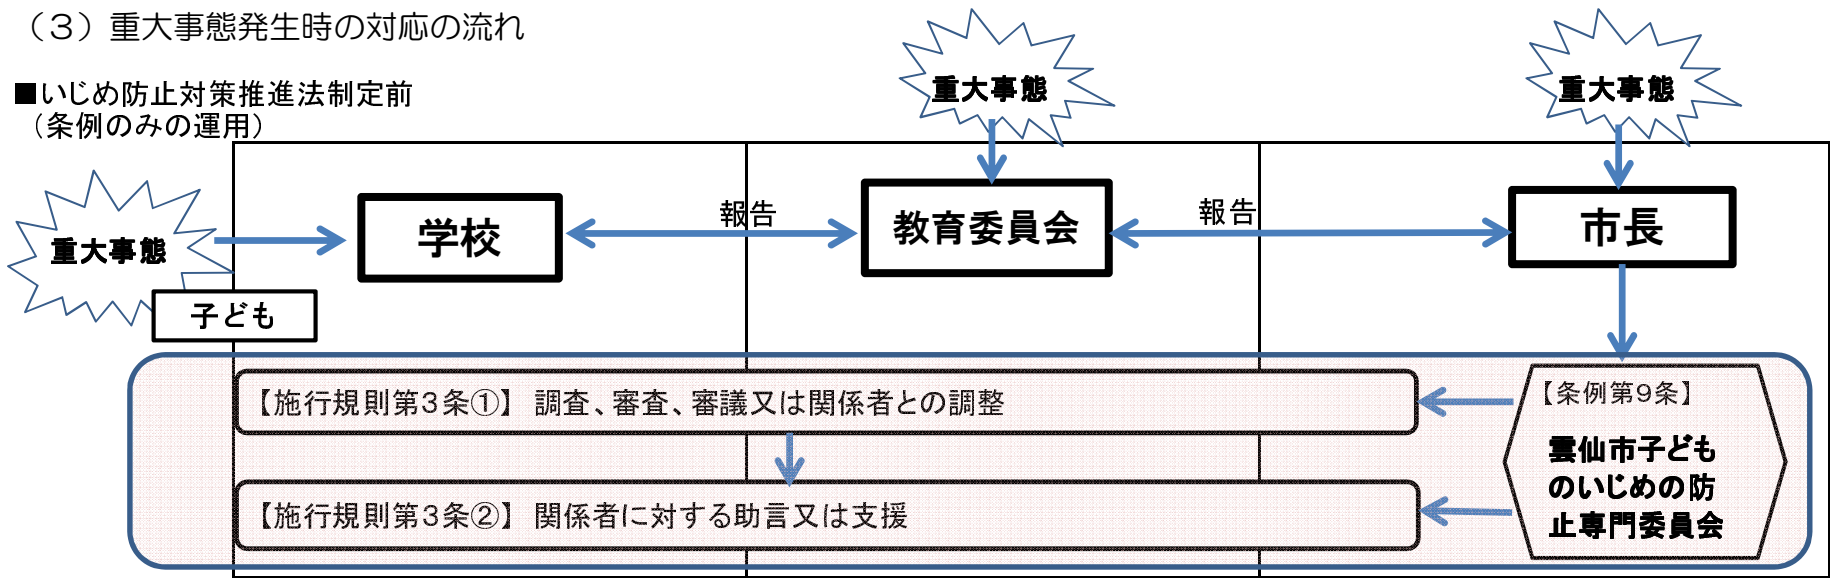 （３）重大事態発生時の対応の流れ
■いじめ防止対策推進法制定前
（条例のみの運用）
重大事態
重大事態
重大事態
学校
報告
教育委員会
報告
市長
子ども
【施行規則第３条①】 調査、審査、審議又は関係者との調整
【条例第９条】
雲仙市子ども
のいじめの防
止専門委員会
【施行規則第３条②】 関係者に対する助言又は支援